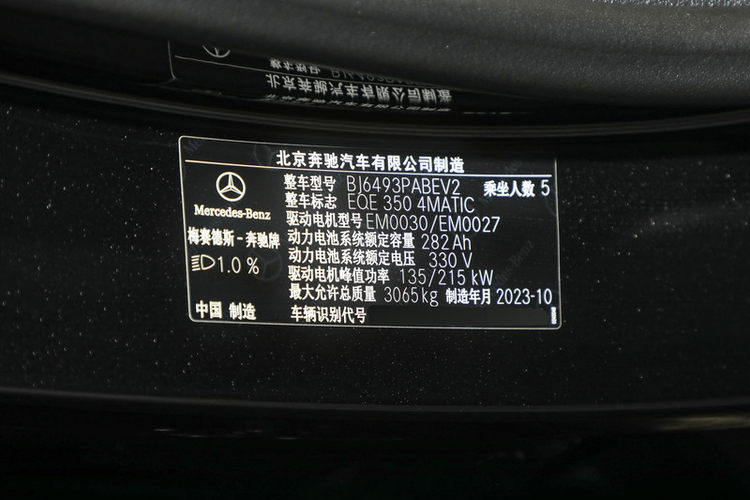 北京奔驰汽车有限公司制造
Mercedes-Benz
梅赛德斯-奔驰牌
1.0 %
中国 制造
整车型号 BJ6493PABEV2 乘坐人数 5
整车标志 EQE 350 4MATIC
驱动电机型号 EM0030/EM0027
动力电池系统额定容量 282 Ah
动力电池系统额定电压 330 V
驱动电机峰值功率 135/215 kW
最大允许总质量 3065 kg 制造年月 2023-10
车辆识别代号